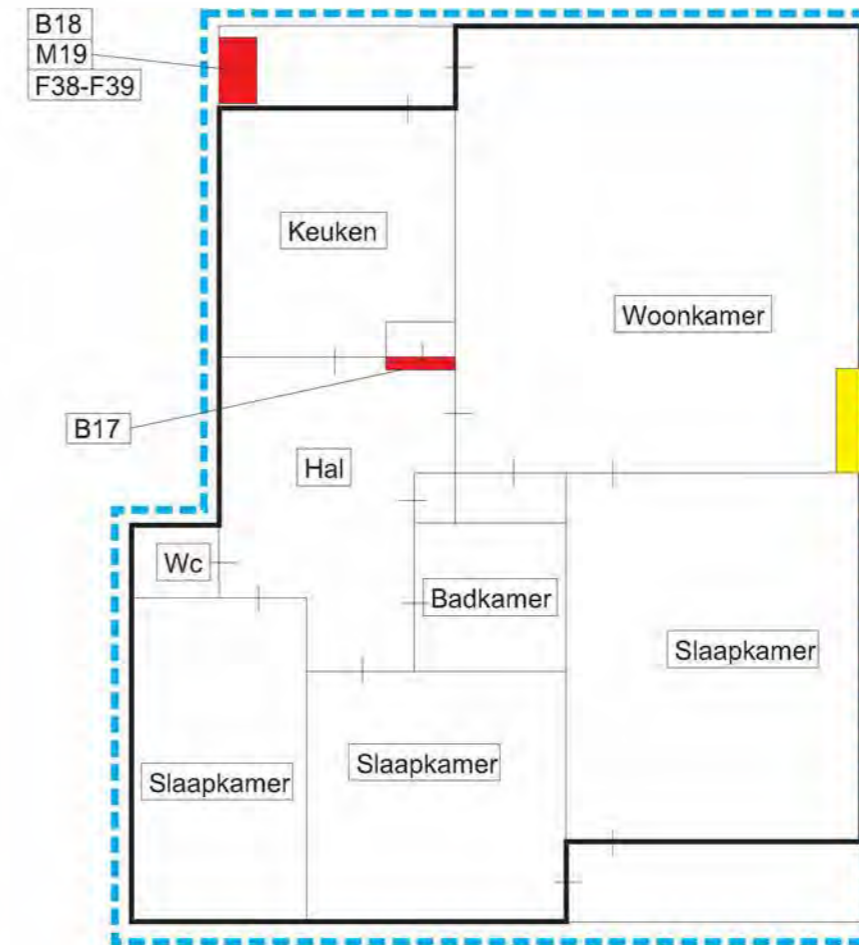 B18
M19
F38-F39
Keuken
Woonkamer
B17
Hal
Wc
Badkamer
Slaapkamer
Slaapkamer
Slaapkamer